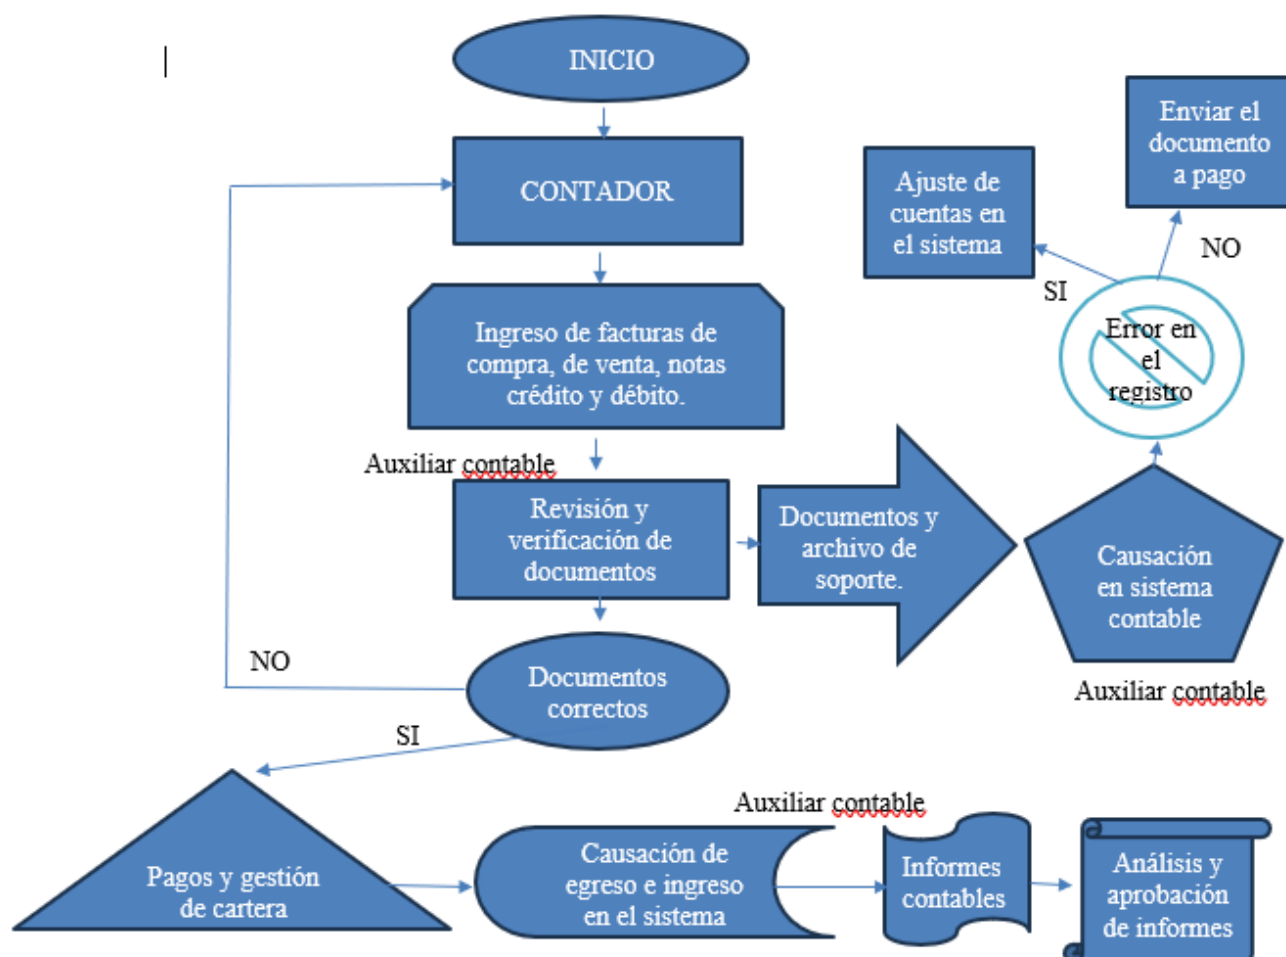 INICIO
CONTADOR
Ingreso de facturas de
compra, de venta, notas
crédito y débito.
Auxiliar contable
Revisión y
verificación de
documentos
Documentos y
archivo de
soporte.
Causación
en sistema
contable
Auxiliar contable
Error en
el
registro
SI
Ajuste de
cuentas en
el sistema
NO
Enviar el
documento
a pago
Documentos
correctos
NO
SI
Pagos y gestión
de cartera
Auxiliar contable
Causación de
egreso e ingreso
en el sistema
Informes
contables
Análisis y
aprobación
de informes